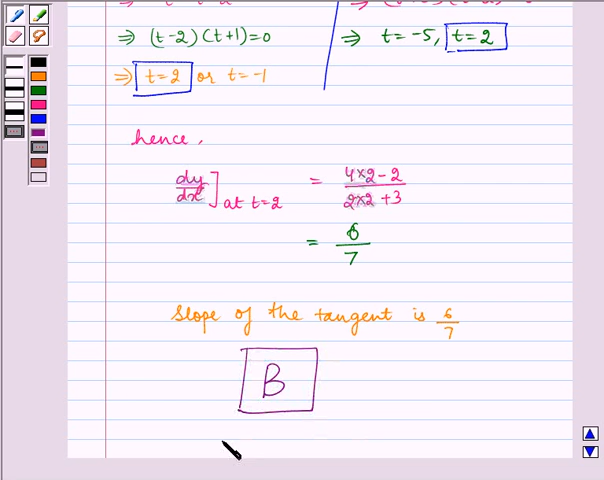 ⇒ (t-2) (t+1) = 0
⇒ t = 2 or t = -1
⇒ t = -5, t = 2
hence,
dy/dx ] at t = 2 = (4×2 - 2)/(2×2 + 3)
= 6/7
Slope of the tangent is 6/7
B